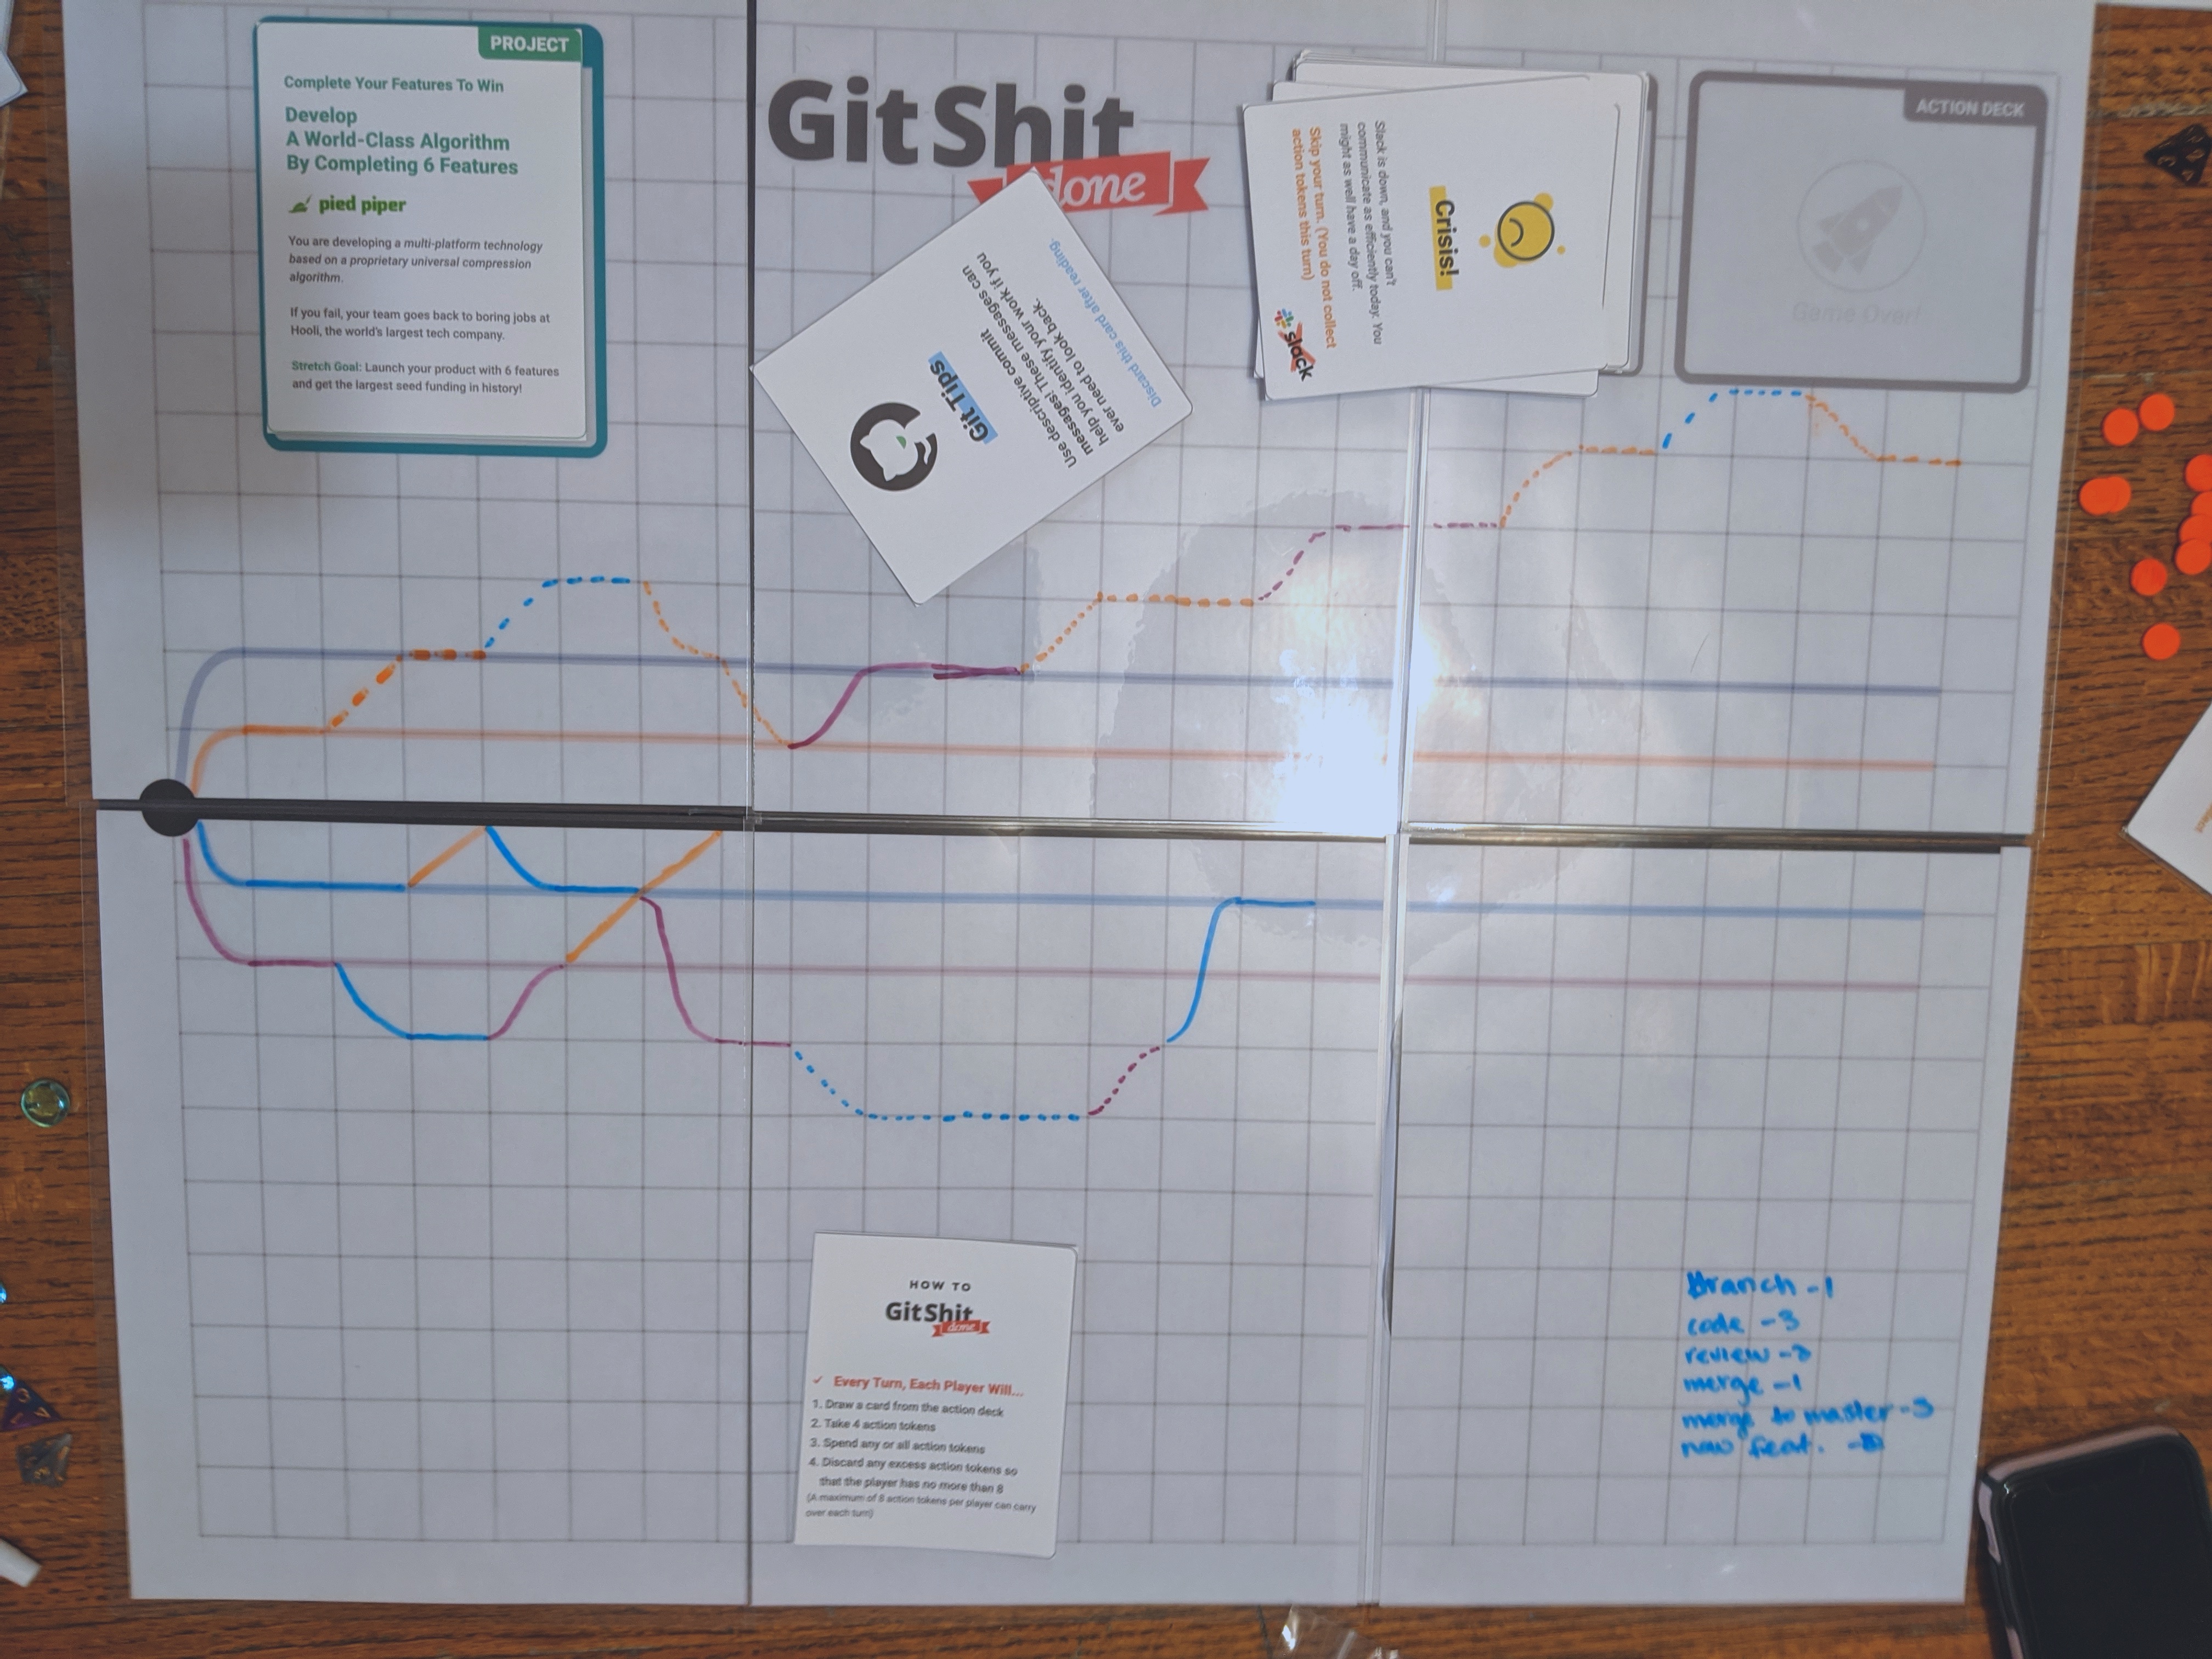 PROJECT
Complete Your Features To Win
Develop
A World-Class Algorithm
By Completing 6 Features
pied piper
You are developing a multi-platform technology
based on a proprietary universal compression
algorithm.
If you fail, your team goes back to boring jobs at
Hooli, the world's largest tech company.
Stretch Goal: Launch your product with 6 features
and get the largest seed funding in history!
GitShit
done
Git Tips
Use descriptive commit
messages! These messages can
help you identify your work if you
ever need to look back.
Discard this card after reading.
Crisis!
Slack is down, and you can't
communicate as efficiently today. You
might as well have a day off.
Skip your turn. (You do not collect
action tokens this turn)
slack
ACTION DECK
Game Over!
HOW TO
GitShit
done
✓ Every Turn, Each Player Will...
1. Draw a card from the action deck
2. Take 4 action tokens
3. Spend any or all action tokens
4. Discard any excess action tokens so
that the player has no more than 8
(A maximum of 8 action tokens per player can carry
over each turn)
Branch -1
code -3
review -
merge -1
merge to master -3
new feat. -